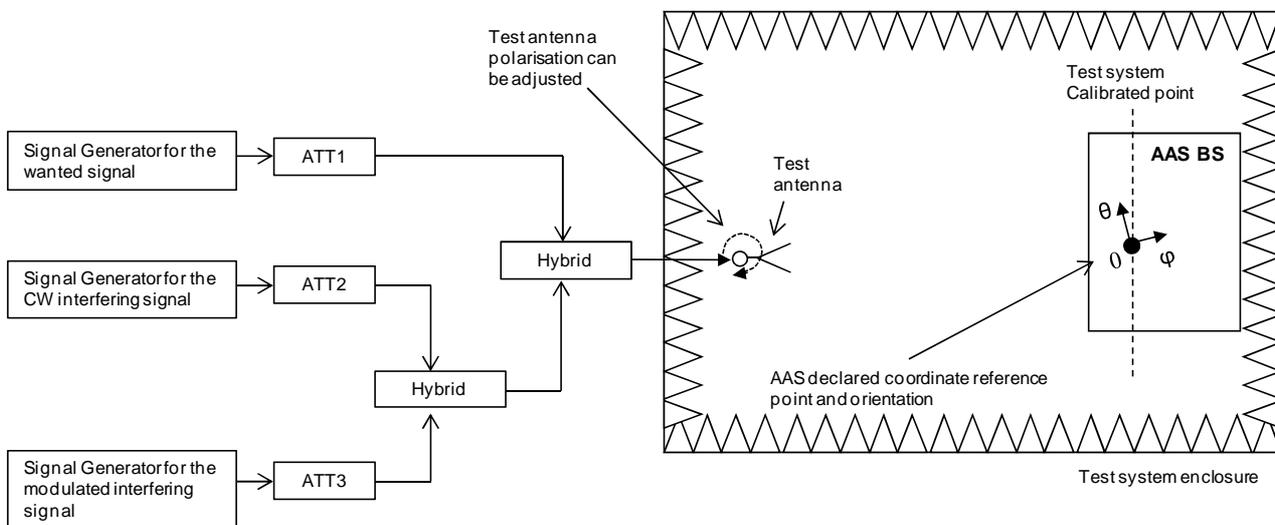 Test antenna
polarisation can
be adjusted
Test system
Calibrated point
Signal Generator for the
wanted signal
ATT1
AAS BS
Test
antenna
θ
0
φ
Hybrid
Signal Generator for the
CW interfering signal
ATT2
Hybrid
AAS declared coordinate reference
point and orientation
Signal Generator for the
modulated interfering
signal
ATT3
Test system enclosure